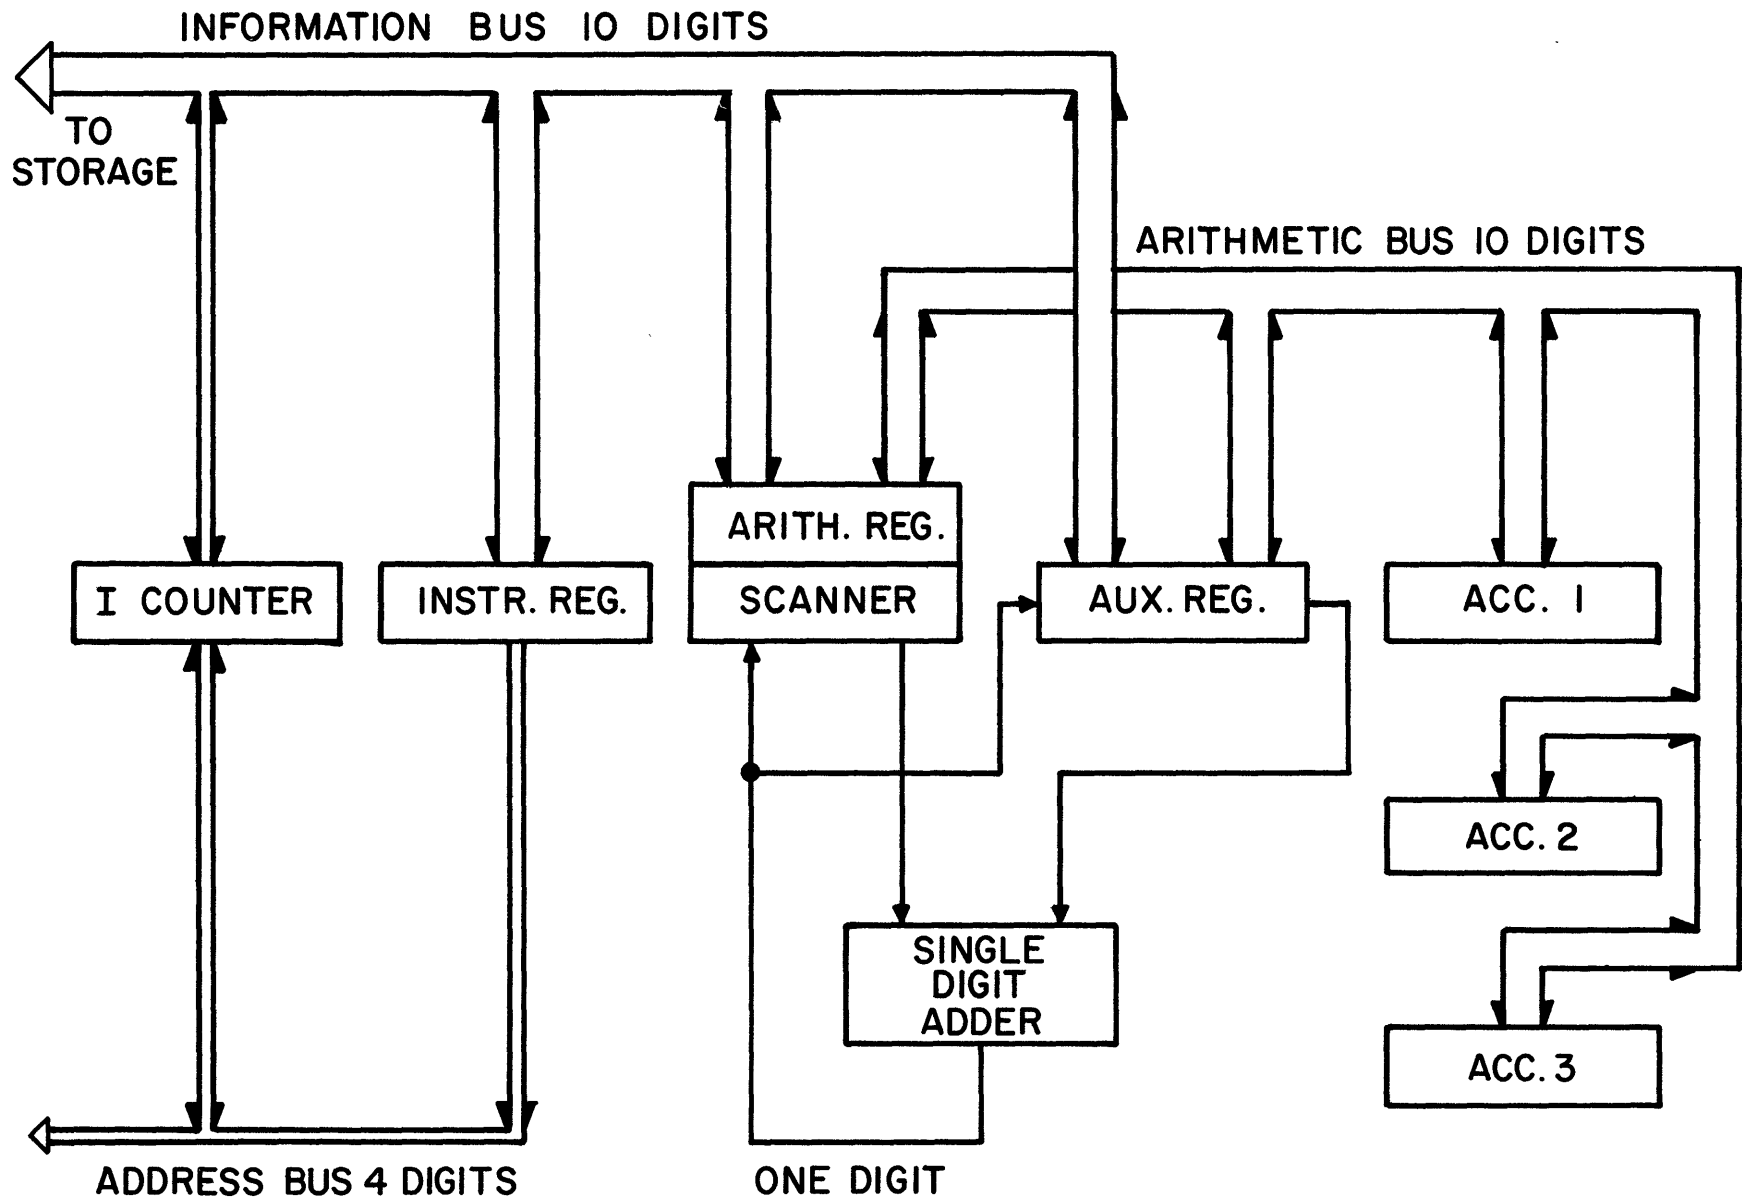 INFORMATION BUS 10 DIGITS
TO
STORAGE
ARITHMETIC BUS 10 DIGITS
ARITH. REG.
I COUNTER
INSTR. REG.
SCANNER
AUX. REG.
ACC. 1
ACC. 2
SINGLE
DIGIT
ADDER
ACC. 3
ADDRESS BUS 4 DIGITS
ONE DIGIT